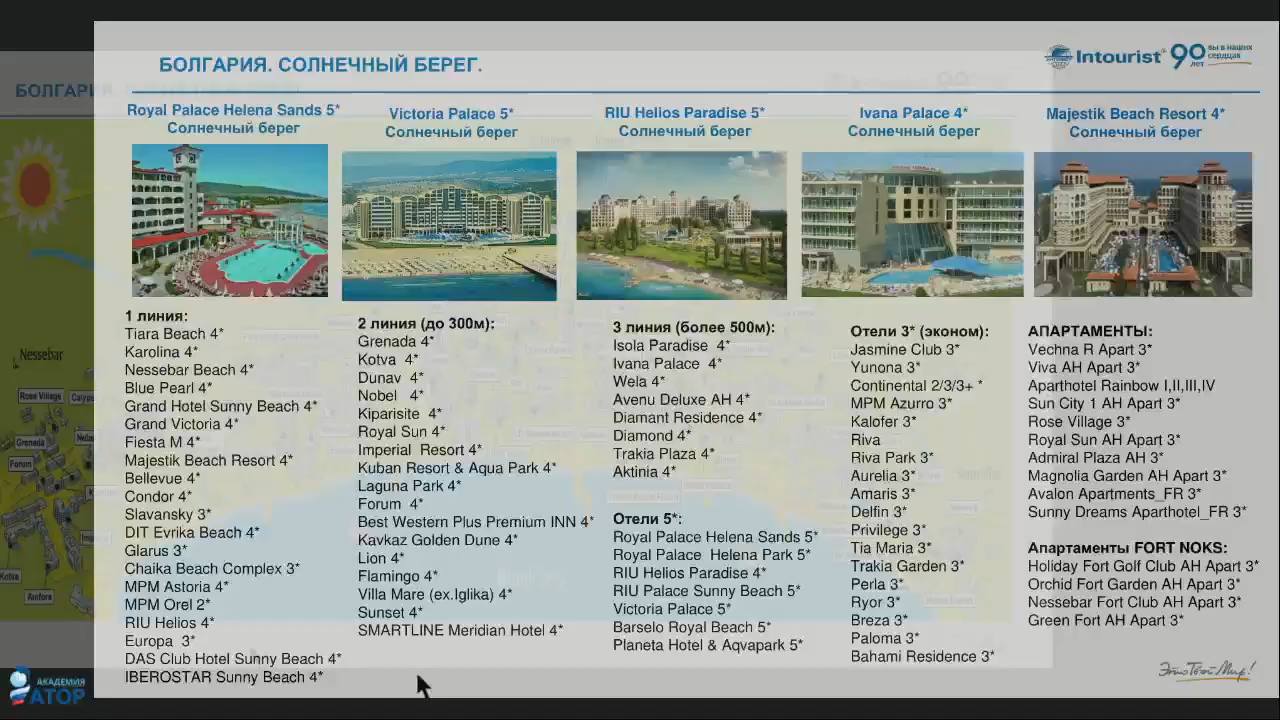 БОЛГАРИЯ. СОЛНЕЧНЫЙ БЕРЕГ.
Intourist 90 лет вы в наших сердцах
БОЛГАРИ
Royal Palace Helena Sands 5*
Солнечный берег
Victoria Palace 5*
Солнечный берег
RIU Helios Paradise 5*
Солнечный берег
Ivana Palace 4*
Солнечный берег
Majestik Beach Resort 4*
Солнечный берег
1 линия:
Tiara Beach 4*
Karolina 4*
Nessebar Beach 4*
Blue Pearl 4*
Grand Hotel Sunny Beach 4*
Grand Victoria 4*
Fiesta M 4*
Majestik Beach Resort 4*
Bellevue 4*
Condor 4*
Slavansky 3*
DIT Evrika Beach 4*
Glarus 3*
Chaika Beach Complex 3*
MPM Astoria 4*
MPM Orel 2*
RIU Helios 4*
Europa 3*
DAS Club Hotel Sunny Beach 4*
IBEROSTAR Sunny Beach 4*
2 линия (до 300м):
Grenada 4*
Kotva 4*
Dunav 4*
Nobel 4*
Kiparisite 4*
Royal Sun 4*
Imperial Resort 4*
Kuban Resort & Aqua Park 4*
Laguna Park 4*
Forum 4*
Best Western Plus Premium INN 4*
Kavkaz Golden Dune 4*
Lion 4*
Flamingo 4*
Villa Mare (ex.Iglika) 4*
Sunset 4*
SMARTLINE Meridian Hotel 4*
3 линия (более 500м):
Isola Paradise 4*
Ivana Palace 4*
Wela 4*
Avenu Deluxe AH 4*
Diamant Residence 4*
Diamond 4*
Trakia Plaza 4*
Aktinia 4*
Отели 5*:
Royal Palace Helena Sands 5*
Royal Palace Helena Park 5*
RIU Helios Paradise 4*
RIU Palace Sunny Beach 5*
Victoria Palace 5*
Barselo Royal Beach 5*
Planeta Hotel & Aqvapark 5*
Отели 3* (эконом):
Jasmine Club 3*
Yunona 3*
Continental 2/3/3+ *
MPM Azurro 3*
Kalofer 3*
Riva
Riva Park 3*
Aurelia 3*
Amaris 3*
Delfin 3*
Privilege 3*
Tia Maria 3*
Trakia Garden 3*
Perla 3*
Ryor 3*
Breza 3*
Paloma 3*
Bahami Residence 3*
АПАРТАМЕНТЫ:
Vechna R Apart 3*
Viva AH Apart 3*
Aparthotel Rainbow I,II,III,IV
Sun City 1 AH Apart 3*
Rose Village 3*
Royal Sun AH Apart 3*
Admiral Plaza AH 3*
Magnolia Garden AH Apart 3*
Avalon Apartments_FR 3*
Sunny Dreams Aparthotel_FR 3*
Апартаменты FORT NOKS:
Holiday Fort Golf Club AH Apart 3*
Orchid Fort Garden AH Apart 3*
Nessebar Fort Club AH Apart 3*
Green Fort AH Apart 3*
Nessebar
Rose Village
Grenada
Forum
Kotva
Amfora
АКАДЕМИЯ
АТОР
Это Твой Мир!